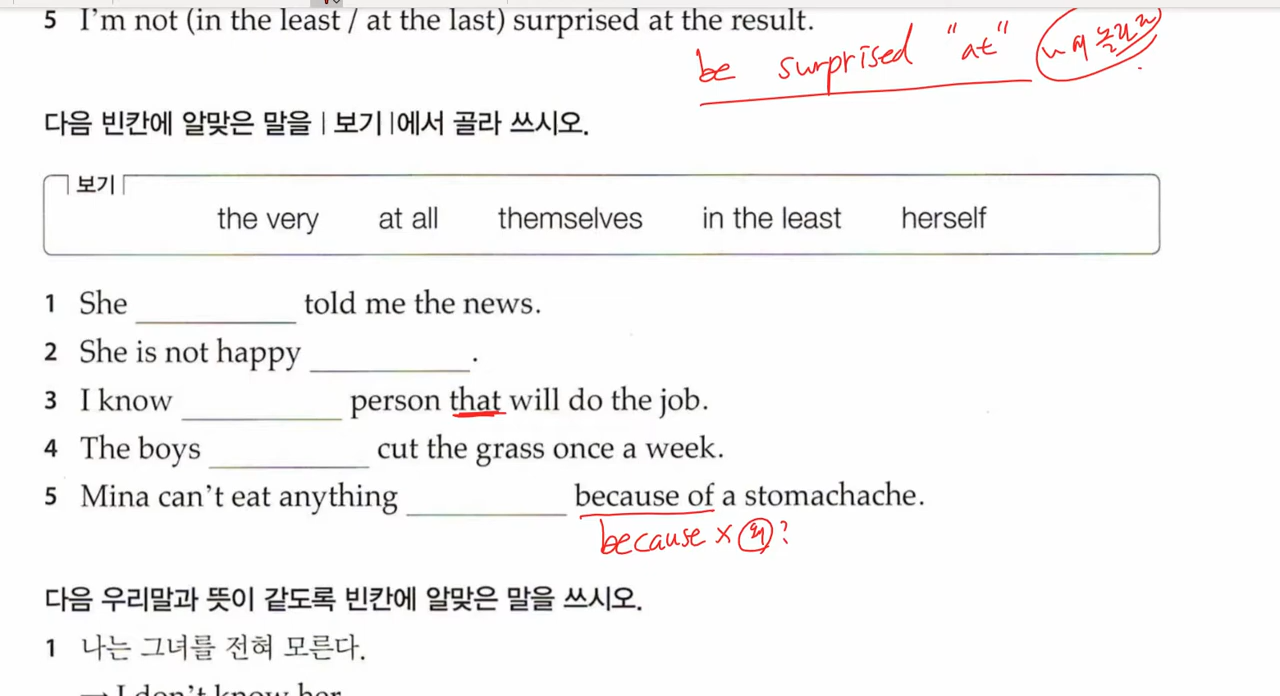 5 I'm not (in the least / at the last) surprised at the result.
be surprised "at"
다음 빈칸에 알맞은 말을 | 보기 |에서 골라 쓰시오.
보기
the very at all themselves in the least herself
1 She __________ told me the news.
2 She is not happy __________.
3 I know __________ person that will do the job.
4 The boys __________ cut the grass once a week.
5 Mina can't eat anything __________ because of a stomachache.
because × 왜?
다음 우리말과 뜻이 같도록 빈칸에 알맞은 말을 쓰시오.
1 나는 그녀를 전혀 모른다.
→ I don't know her